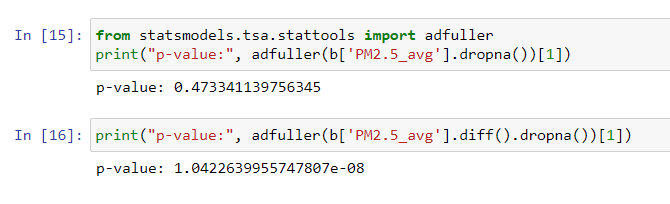 In [15]: from statsmodels.tsa.stattools import adfuller
print("p-value:", adfuller(b['PM2.5_avg'].dropna())[1])
p-value: 0.473341139756345
In [16]: print("p-value:", adfuller(b['PM2.5_avg'].diff().dropna())[1])
p-value: 1.0422639955747807e-08